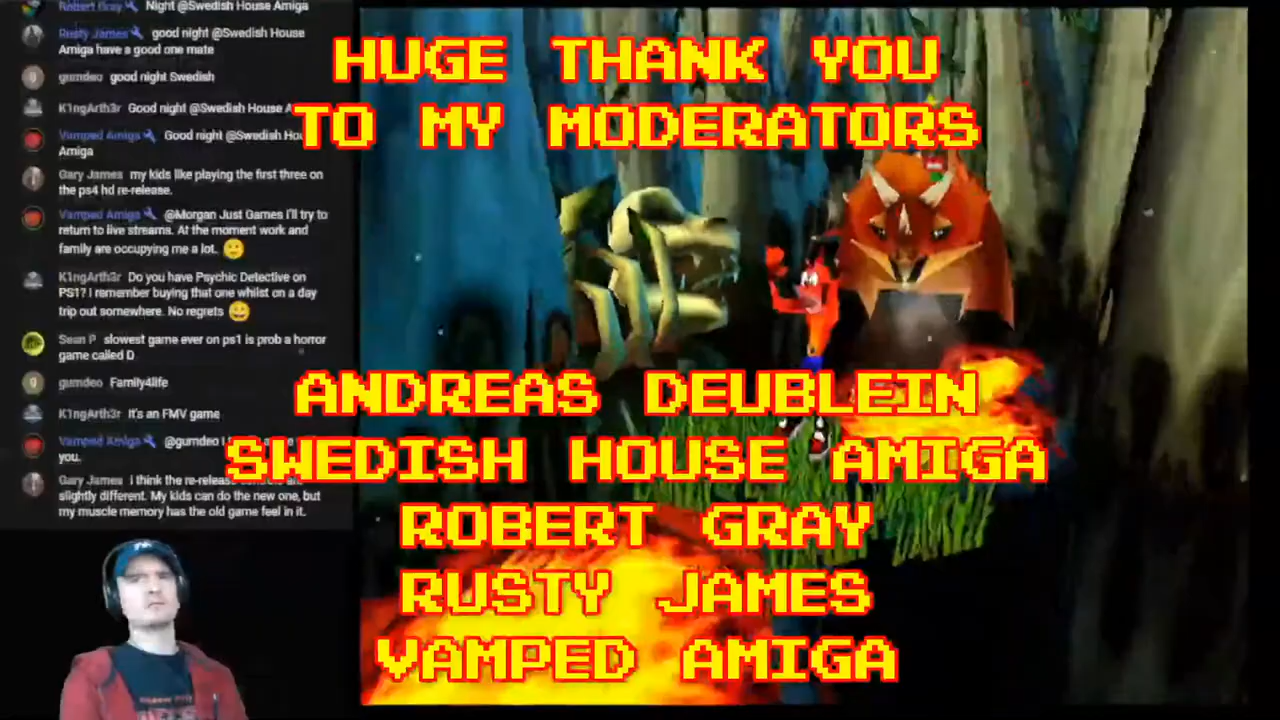 Robert Gray Night @Swedish House Amiga
Rusty James good night @Swedish House
Amiga have a good one mate
gumdeo good night Swedish
K1ngArth3r Good night @Swedish House A
Vamped Amiga Good night @Swedish Hou
Amiga
Gary James my kids like playing the first three on
the ps4 hd re-release.
Vamped Amiga @Morgan Just Games I'll try to
return to live streams. At the moment work and
family are occupying me a lot.
K1ngArth3r Do you have Psychic Detective on
PS1? I remember buying that one whilst on a day
trip out somewhere. No regrets
Sean P slowest game ever on ps1 is prob a horror
game called D
gumdeo Family4life
K1ngArth3r It's an FMV game
Vamped Amiga @gumdeo I
you.
Gary James I think the re-release are
slightly different. My kids can do the new one, but
my muscle memory has the old game feel in it.
HUGE THANK YOU
TO MY MODERATORS
ANDREAS DEUBLEIN
SWEDISH HOUSE AMIGA
ROBERT GRAY
RUSTY JAMES
VAMPED AMIGA